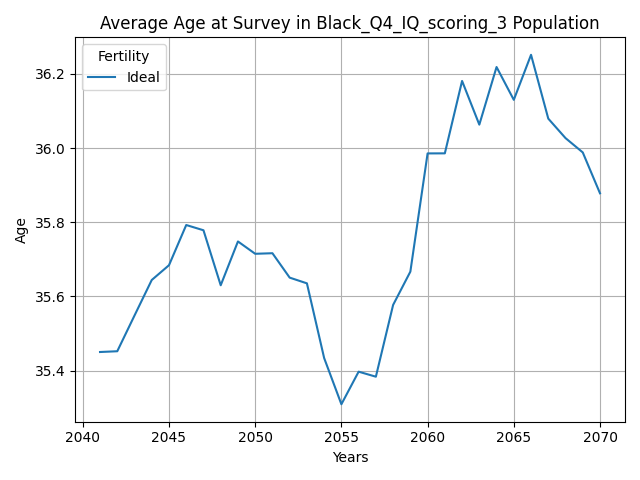 Average Age at Survey in Black_Q4_IQ_scoring_3 Population
Fertility
Ideal
36.2
36.0
35.8
35.6
35.4
Age
2040 2045 2050 2055 2060 2065 2070
Years